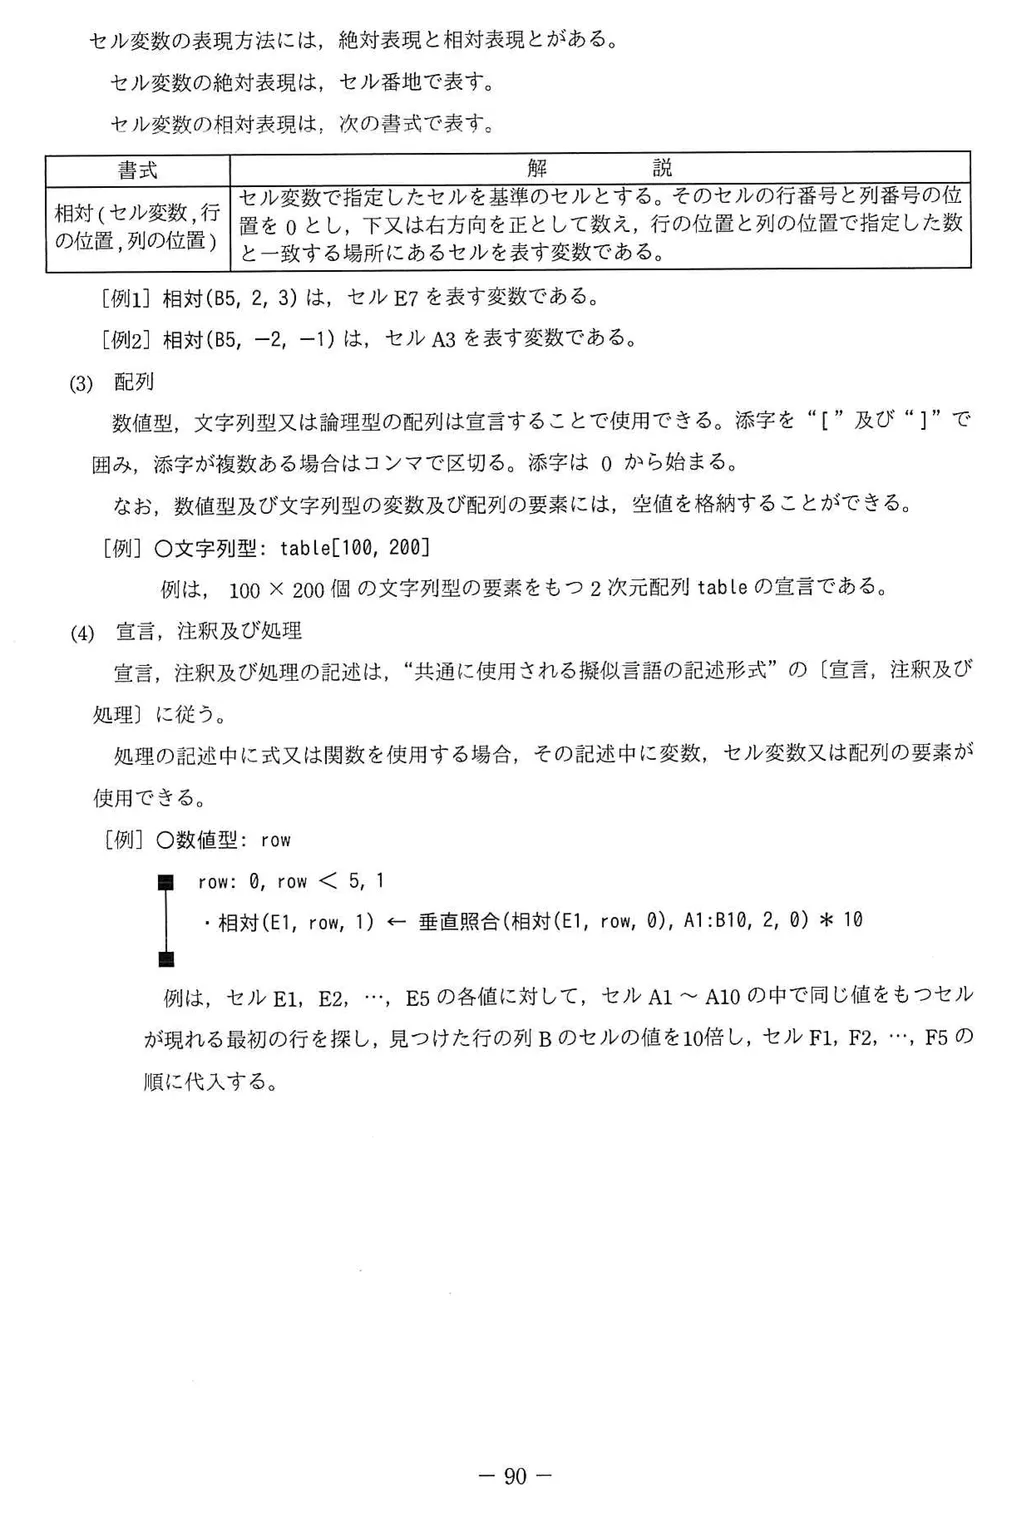 セル変数の表現方法には，絶対表現と相対表現とがある。
セル変数の絶対表現は，セル番地で表す。
セル変数の相対表現は，次の書式で表す。
書式
解　　　説
相対(セル変数,行
の位置,列の位置)
セル変数で指定したセルを基準のセルとする。そのセルの行番号と列番号の位
置を 0 とし，下又は右方向を正として数え，行の位置と列の位置で指定した数
と一致する場所にあるセルを表す変数である。
［例1］相対(B5, 2, 3) は，セル E7 を表す変数である。
［例2］相対(B5, −2, −1) は，セル A3 を表す変数である。
(3)　配列
数値型，文字列型又は論理型の配列は宣言することで使用できる。添字を “[” 及び “]” で
囲み，添字が複数ある場合はコンマで区切る。添字は 0 から始まる。
なお，数値型及び文字列型の変数及び配列の要素には，空値を格納することができる。
［例］○文字列型: table[100, 200]
例は， 100 × 200 個 の文字列型の要素をもつ 2 次元配列 table の宣言である。
(4)　宣言，注釈及び処理
宣言，注釈及び処理の記述は，“共通に使用される擬似言語の記述形式” の〔宣言，注釈及び
処理〕に従う。
処理の記述中に式又は関数を使用する場合，その記述中に変数，セル変数又は配列の要素が
使用できる。
［例］○数値型: row
■ row: 0, row ＜ 5, 1
・相対(E1, row, 1) ← 垂直照合(相対(E1, row, 0), A1:B10, 2, 0) ＊ 10
■
例は，セル E1, E2, …, E5 の各値に対して，セル A1 ～ A10 の中で同じ値をもつセル
が現れる最初の行を探し，見つけた行の列 B のセルの値を10倍し，セル F1, F2, …, F5 の
順に代入する。
― 90 ―